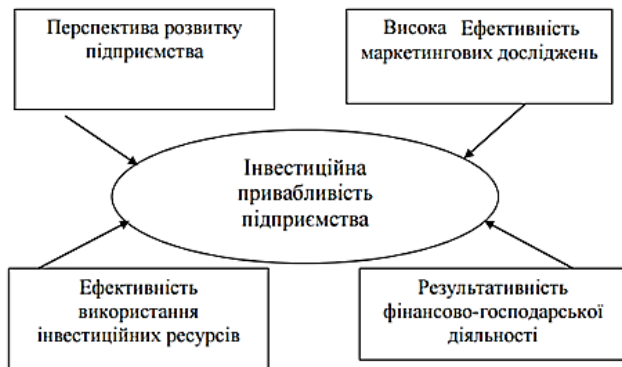 Перспектива розвитку
підприємства
Висока Ефективність
маркетингових досліджень
Інвестиційна
привабливість
підприємства
Ефективність
використання
інвестиційних ресурсів
Результативність
фінансово-господарської
діяльності